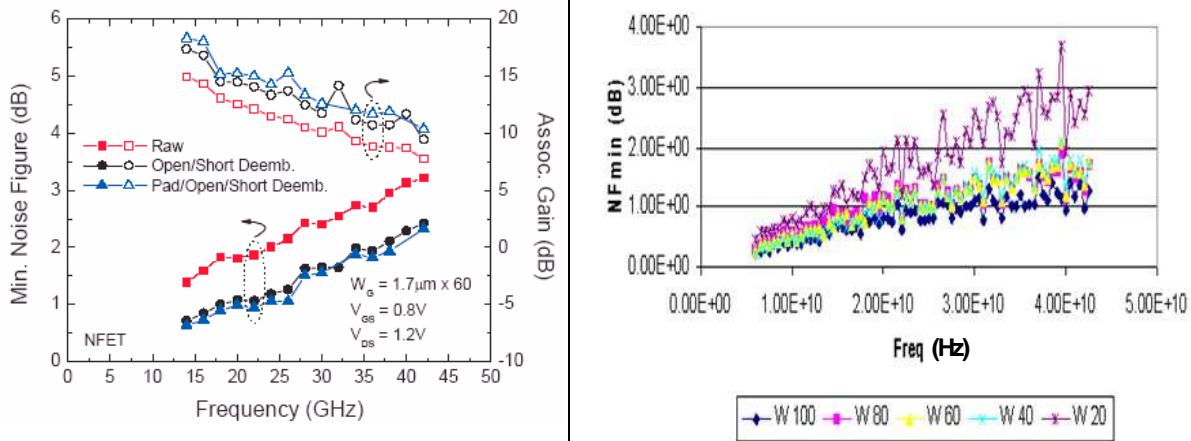 Min. Noise Figure (dB)
6
5
4
3
2
1
0
20
15
10
5
0
-5
-10
Assoc. Gain (dB)
Raw
Open/Short Deemb.
Pad/Open/Short Deemb.
W_G = 1.7μm x 60
V_GS = 0.8V
V_DS = 1.2V
NFET
0 5 10 15 20 25 30 35 40 45 50
Frequency (GHz)
NFmin (dB)
4.00E+00
3.00E+00
2.00E+00
1.00E+00
0.00E+00
0.00E+00 1.00E+10 2.00E+10 3.00E+10 4.00E+10 5.00E+10
Freq (Hz)
W 100 W 80 W 60 W 40 W 20